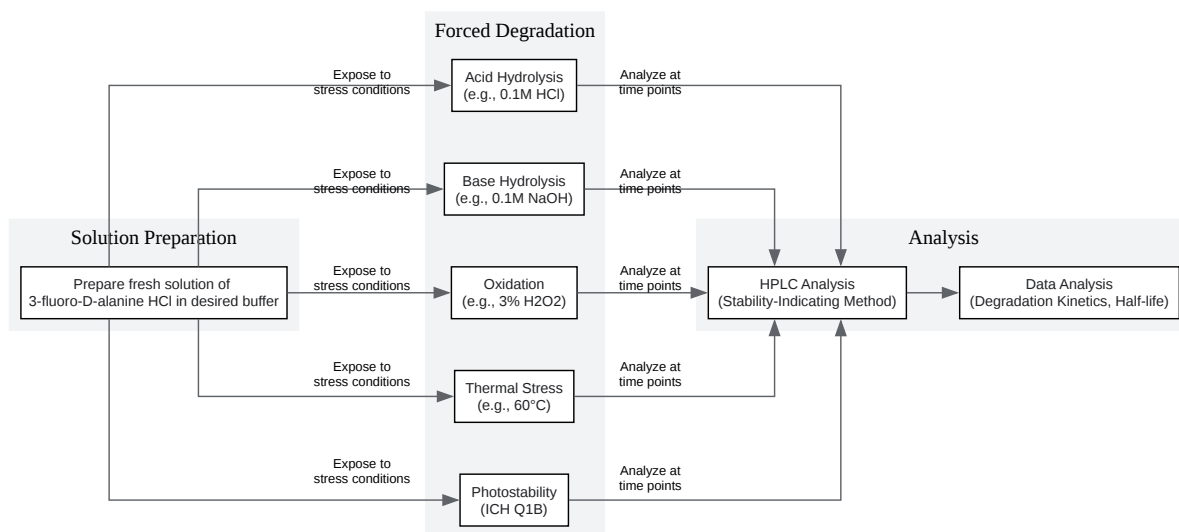 Forced Degradation
Expose to
stress conditions
Acid Hydrolysis
(e.g., 0.1M HCl)
Analyze at
time points
Expose to
stress conditions
Base Hydrolysis
(e.g., 0.1M NaOH)
Analyze at
time points
Solution Preparation
Prepare fresh solution of
3-fluoro-D-alanine HCl in desired buffer
Expose to
stress conditions
Oxidation
(e.g., 3% H2O2)
Analyze at
time points
Analysis
HPLC Analysis
(Stability-Indicating Method)
Data Analysis
(Degradation Kinetics, Half-life)
Expose to
stress conditions
Thermal Stress
(e.g., 60°C)
Analyze at
time points
Expose to
stress conditions
Photostability
(ICH Q1B)
Analyze at
time points